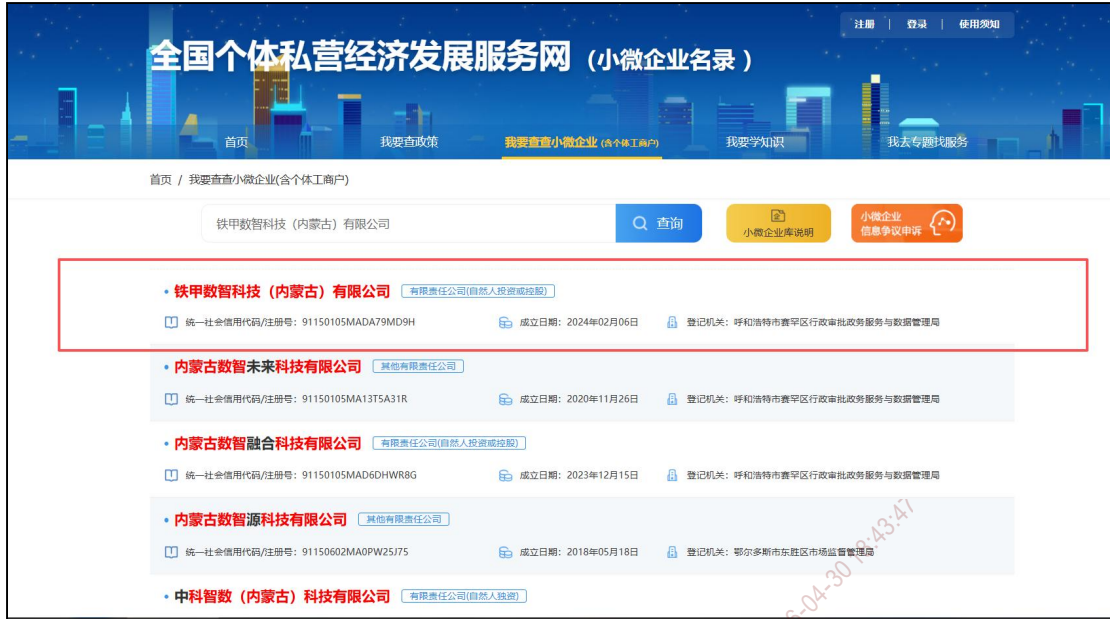 注册 | 登录 | 使用须知
全国个体私营经济发展服务网（小微企业名录）
首页 我要查政策 我要查查小微企业 (含个体工商户) 我要学知识 我去专题找服务
首页 / 我要查查小微企业(含个体工商户)
铁甲数智科技（内蒙古）有限公司 查询 小微企业库说明 小微企业
信息争议申诉
铁甲数智科技（内蒙古）有限公司 有限责任公司(自然人投资或控股)
统一社会信用代码/注册号：91150105MADA79MD9H 成立日期：2024年02月06日 登记机关：呼和浩特市赛罕区行政审批政务服务与数据管理局
内蒙古数智未来科技有限公司 其他有限责任公司
统一社会信用代码/注册号：91150105MA13T5A31R 成立日期：2020年11月26日 登记机关：呼和浩特市赛罕区行政审批政务服务与数据管理局
内蒙古数智融合科技有限公司 有限责任公司(自然人投资或控股)
统一社会信用代码/注册号：91150105MAD6DHWR8G 成立日期：2023年12月15日 登记机关：呼和浩特市赛罕区行政审批政务服务与数据管理局
内蒙古数智源科技有限公司 其他有限责任公司
统一社会信用代码/注册号：91150602MA0PW25J75 成立日期：2018年05月18日 登记机关：鄂尔多斯市东胜区市场监督管理局
中科智数（内蒙古）科技有限公司 有限责任公司(自然人独资)